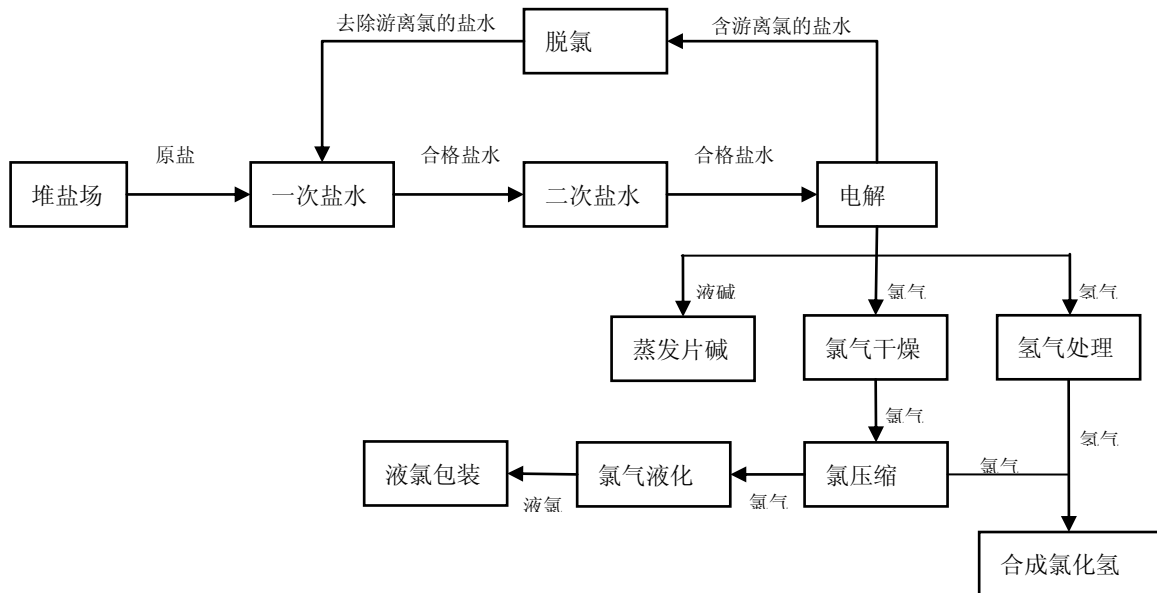 去除游离氯的盐水
脱氯
含游离氯的盐水
原盐
合格盐水
合格盐水
堆盐场
一次盐水
二次盐水
电解
液碱
氯气
氢气
蒸发片碱
氯气干燥
氢气处理
氯气
氢气
液氯包装
氯气液化
氯压缩
氯气
液氯
氯气
合成氯化氢